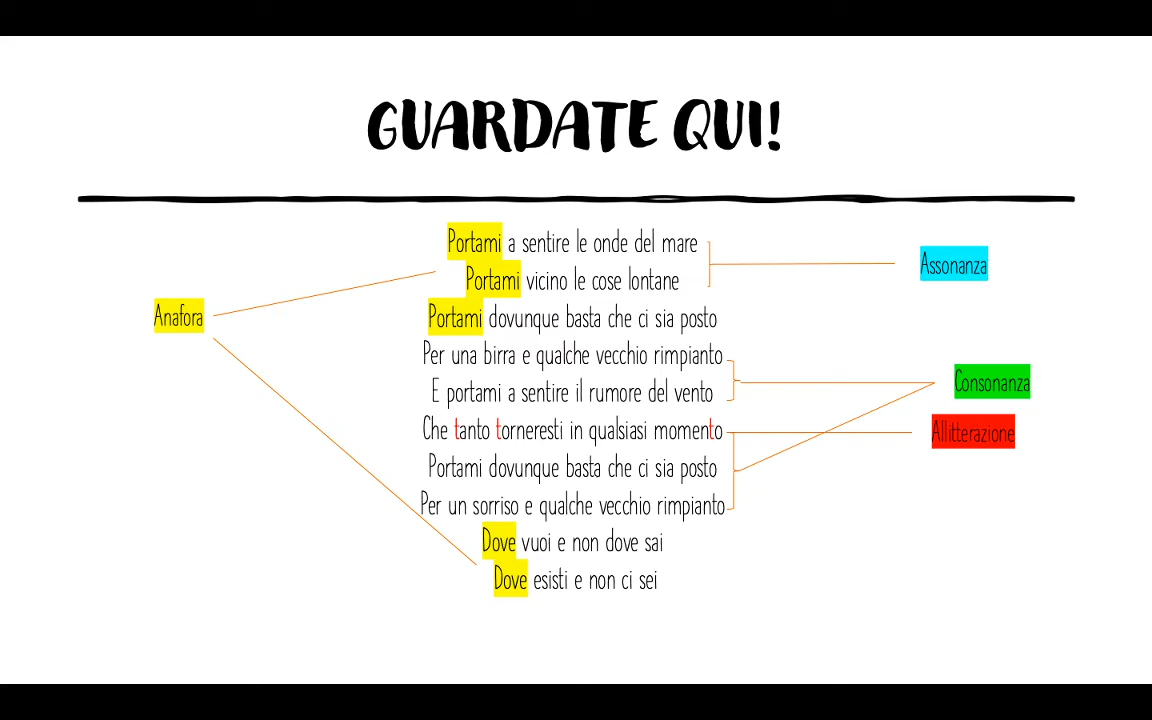 GUARDATE QUI!
Portami a sentire le onde del mare
Portami vicino le cose lontane
Portami dovunque basta che ci sia posto
Per una birra e qualche vecchio rimpianto
E portami a sentire il rumore del vento
Che tanto torneresti in qualsiasi momento
Portami dovunque basta che ci sia posto
Per un sorriso e qualche vecchio rimpianto
Dove vuoi e non dove sai
Dove esisti e non ci sei
Anafora
Assonanza
Consonanza
Allitterazione